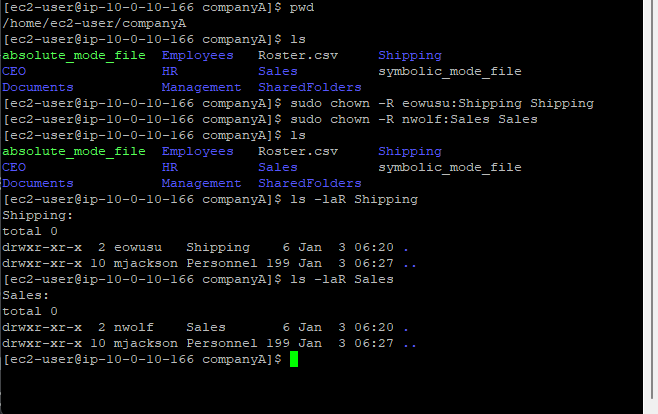 [ec2-user@ip-10-0-10-166 companyA]$ pwd
/home/ec2-user/companyA
[ec2-user@ip-10-0-10-166 companyA]$ ls
absolute_mode_file  Employees   Roster.csv     Shipping
CEO                 HR          Sales          symbolic_mode_file
Documents           Management  SharedFolders
[ec2-user@ip-10-0-10-166 companyA]$ sudo chown -R eowusu:Shipping Shipping
[ec2-user@ip-10-0-10-166 companyA]$ sudo chown -R nwolf:Sales Sales
[ec2-user@ip-10-0-10-166 companyA]$ ls
absolute_mode_file  Employees   Roster.csv     Shipping
CEO                 HR          Sales          symbolic_mode_file
Documents           Management  SharedFolders
[ec2-user@ip-10-0-10-166 companyA]$ ls -laR Shipping
Shipping:
total 0
drwxr-xr-x  2 eowusu   Shipping    6 Jan  3 06:20 .
drwxr-xr-x 10 mjackson Personnel 199 Jan  3 06:27 ..
[ec2-user@ip-10-0-10-166 companyA]$ ls -laR Sales
Sales:
total 0
drwxr-xr-x  2 nwolf    Sales       6 Jan  3 06:20 .
drwxr-xr-x 10 mjackson Personnel 199 Jan  3 06:27 ..
[ec2-user@ip-10-0-10-166 companyA]$